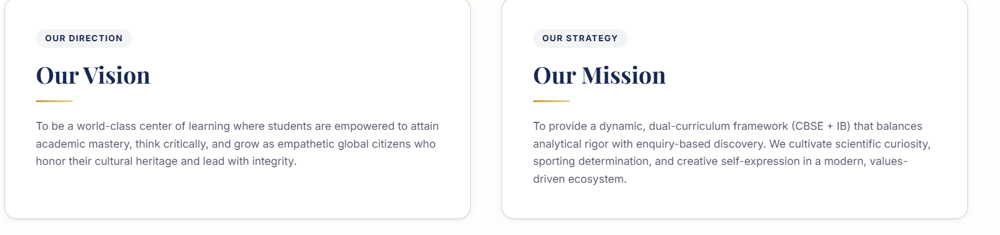 OUR DIRECTION
Our Vision
To be a world-class center of learning where students are empowered to attain
academic mastery, think critically, and grow as empathetic global citizens who
honor their cultural heritage and lead with integrity.
OUR STRATEGY
Our Mission
To provide a dynamic, dual-curriculum framework (CBSE + IB) that balances
analytical rigor with enquiry-based discovery. We cultivate scientific curiosity,
sporting determination, and creative self-expression in a modern, values-
driven ecosystem.